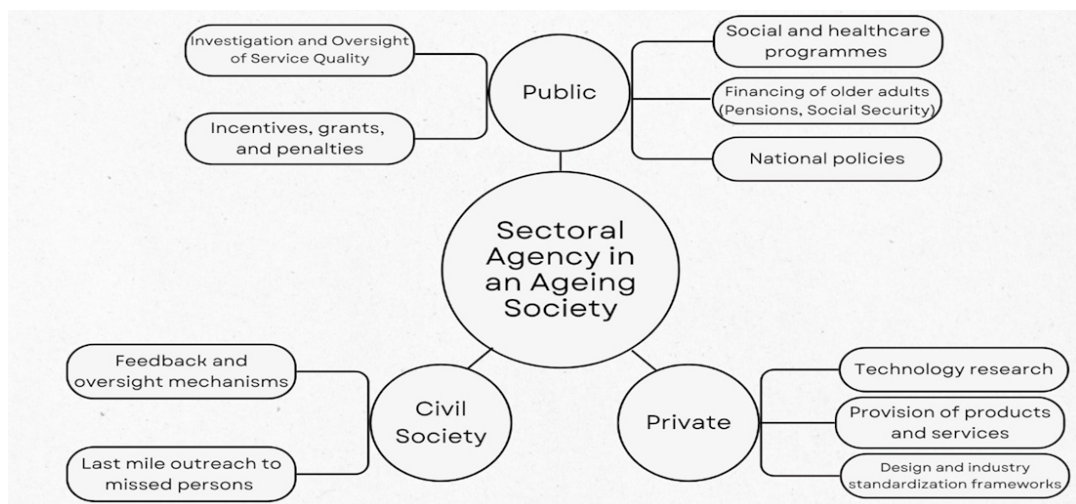 Investigation and Oversight
of Service Quality
Incentives, grants,
and penalties
Public
Social and healthcare
programmes
Financing of older adults
(Pensions, Social Security)
National policies
Sectoral
Agency in
an Ageing
Society
Feedback and
oversight mechanisms
Last mile outreach to
missed persons
Civil
Society
Private
Technology research
Provision of products
and services
Design and industry
standardization frameworks